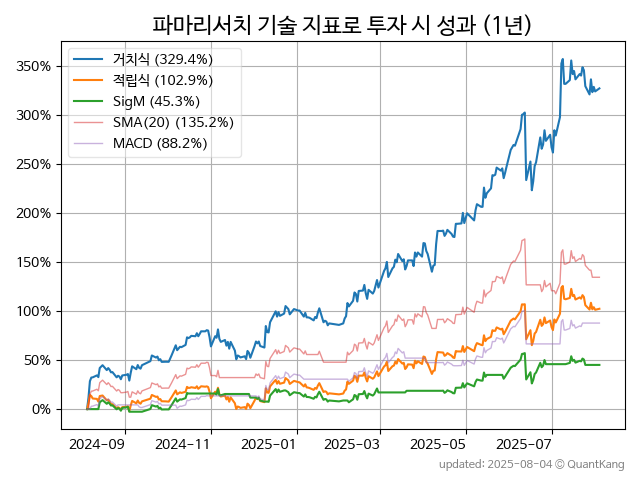 파마리서치 기술 지표로 투자 시 성과 (1년)
거치식 (329.4%)
적립식 (102.9%)
SigM (45.3%)
SMA(20) (135.2%)
MACD (88.2%)
350%
300%
250%
200%
150%
100%
50%
0%
2024-09 2024-11 2025-01 2025-03 2025-05 2025-07
updated: 2025-08-04 ⓒ QuantKang